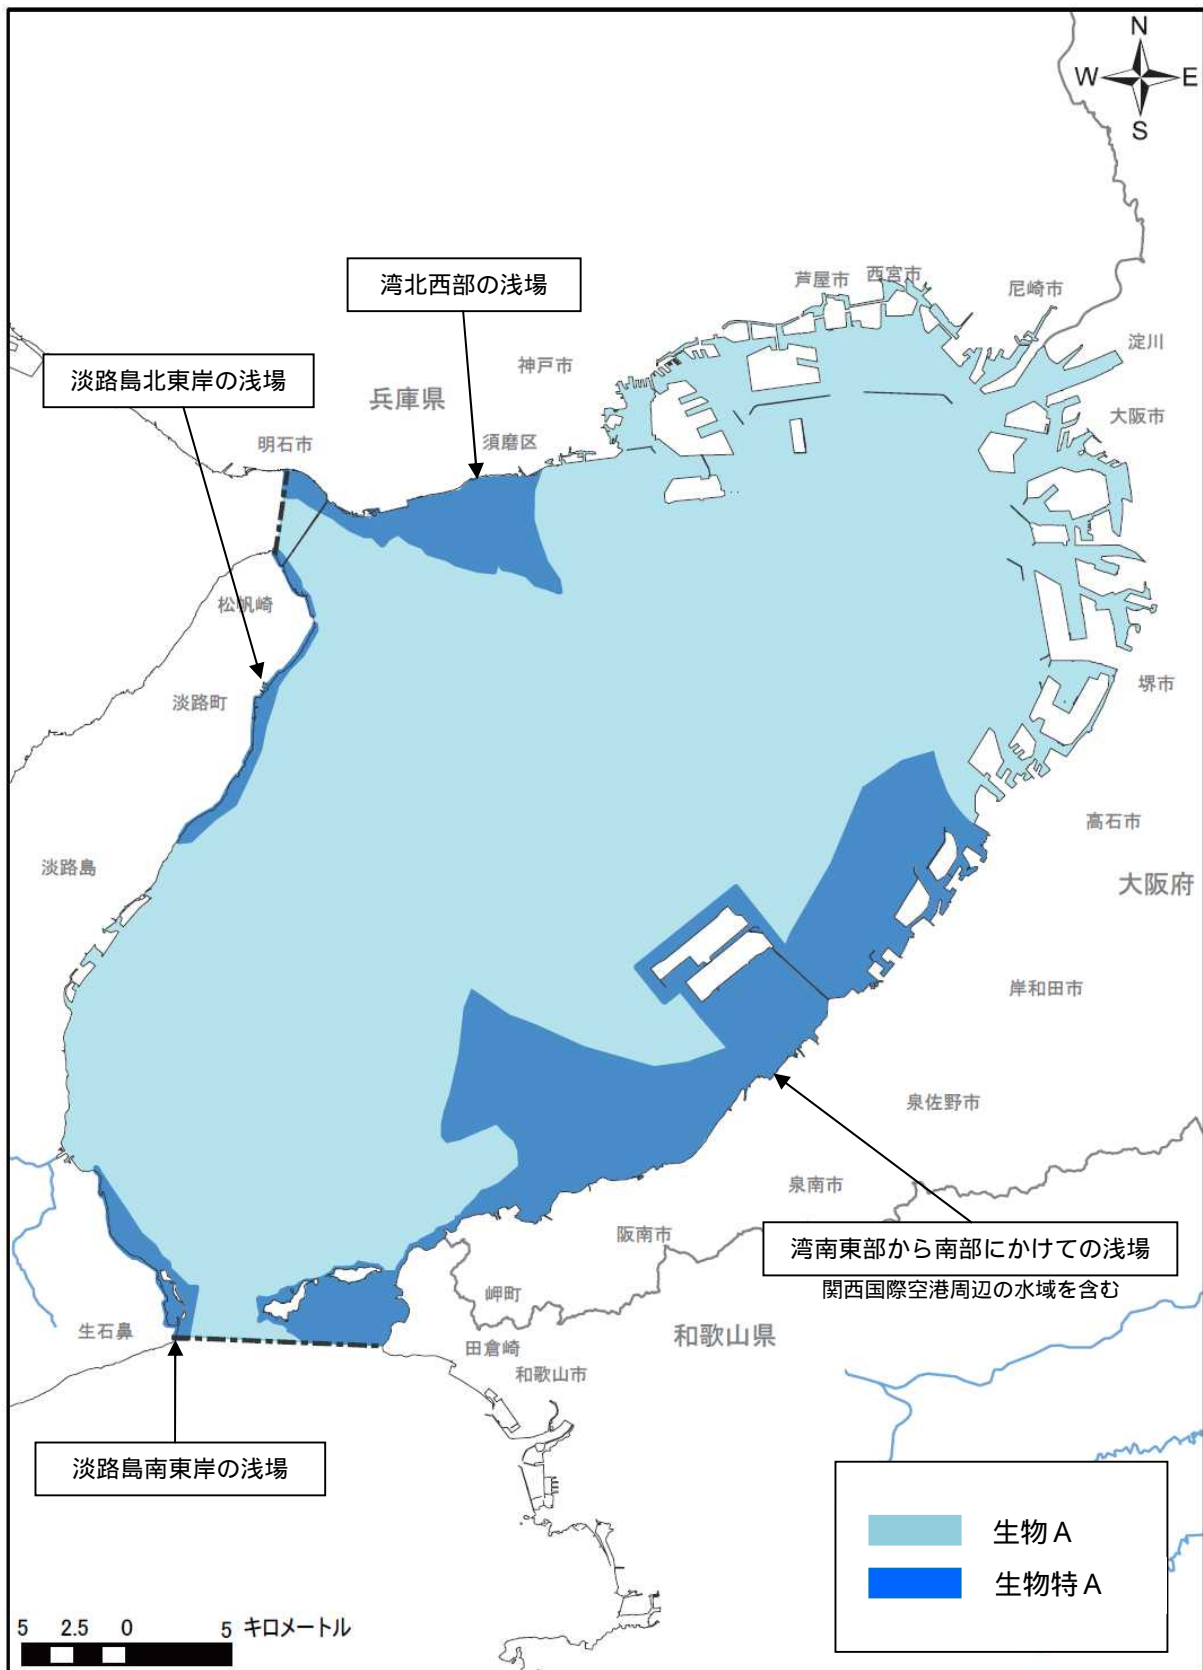 N
W
E
S
湾北西部の浅場
芦屋市
西宮市
尼崎市
淀川
淡路島北東岸の浅場
神戸市
兵庫県
大阪市
明石市
須磨区
松帆崎
淡路町
堺市
高石市
淡路島
大阪府
岸和田市
泉佐野市
泉南市
阪南市
湾南東部から南部にかけての浅場
関西国際空港周辺の水域を含む
岬町
生石鼻
田倉崎
和歌山県
和歌山市
淡路島南東岸の浅場
生物A
生物特A
5 2.5 0 5 キロメートル